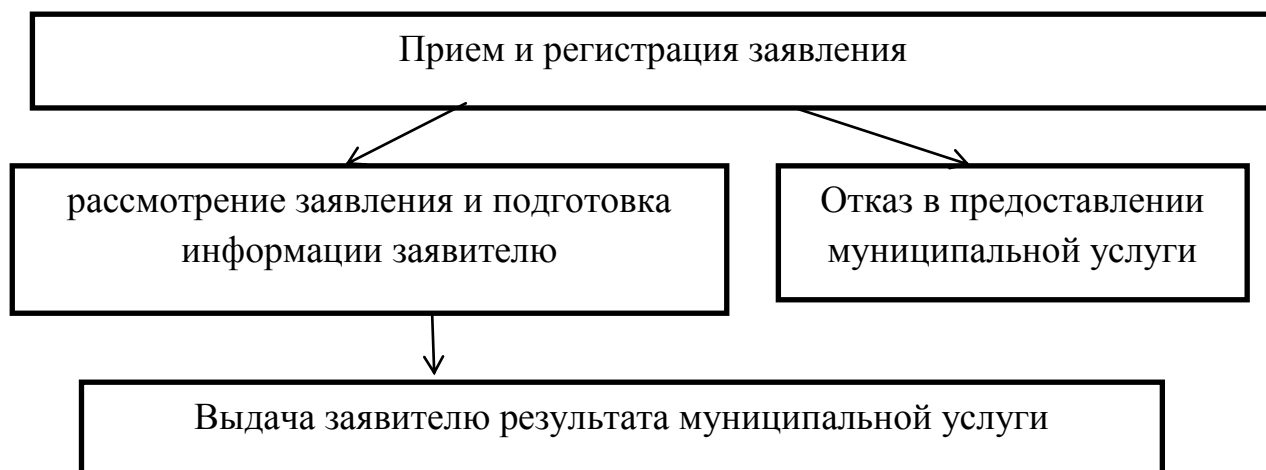 Прием и регистрация заявления
рассмотрение заявления и подготовка
информации заявителю
Отказ в предоставлении
муниципальной услуги
Выдача заявителю результата муниципальной услуги